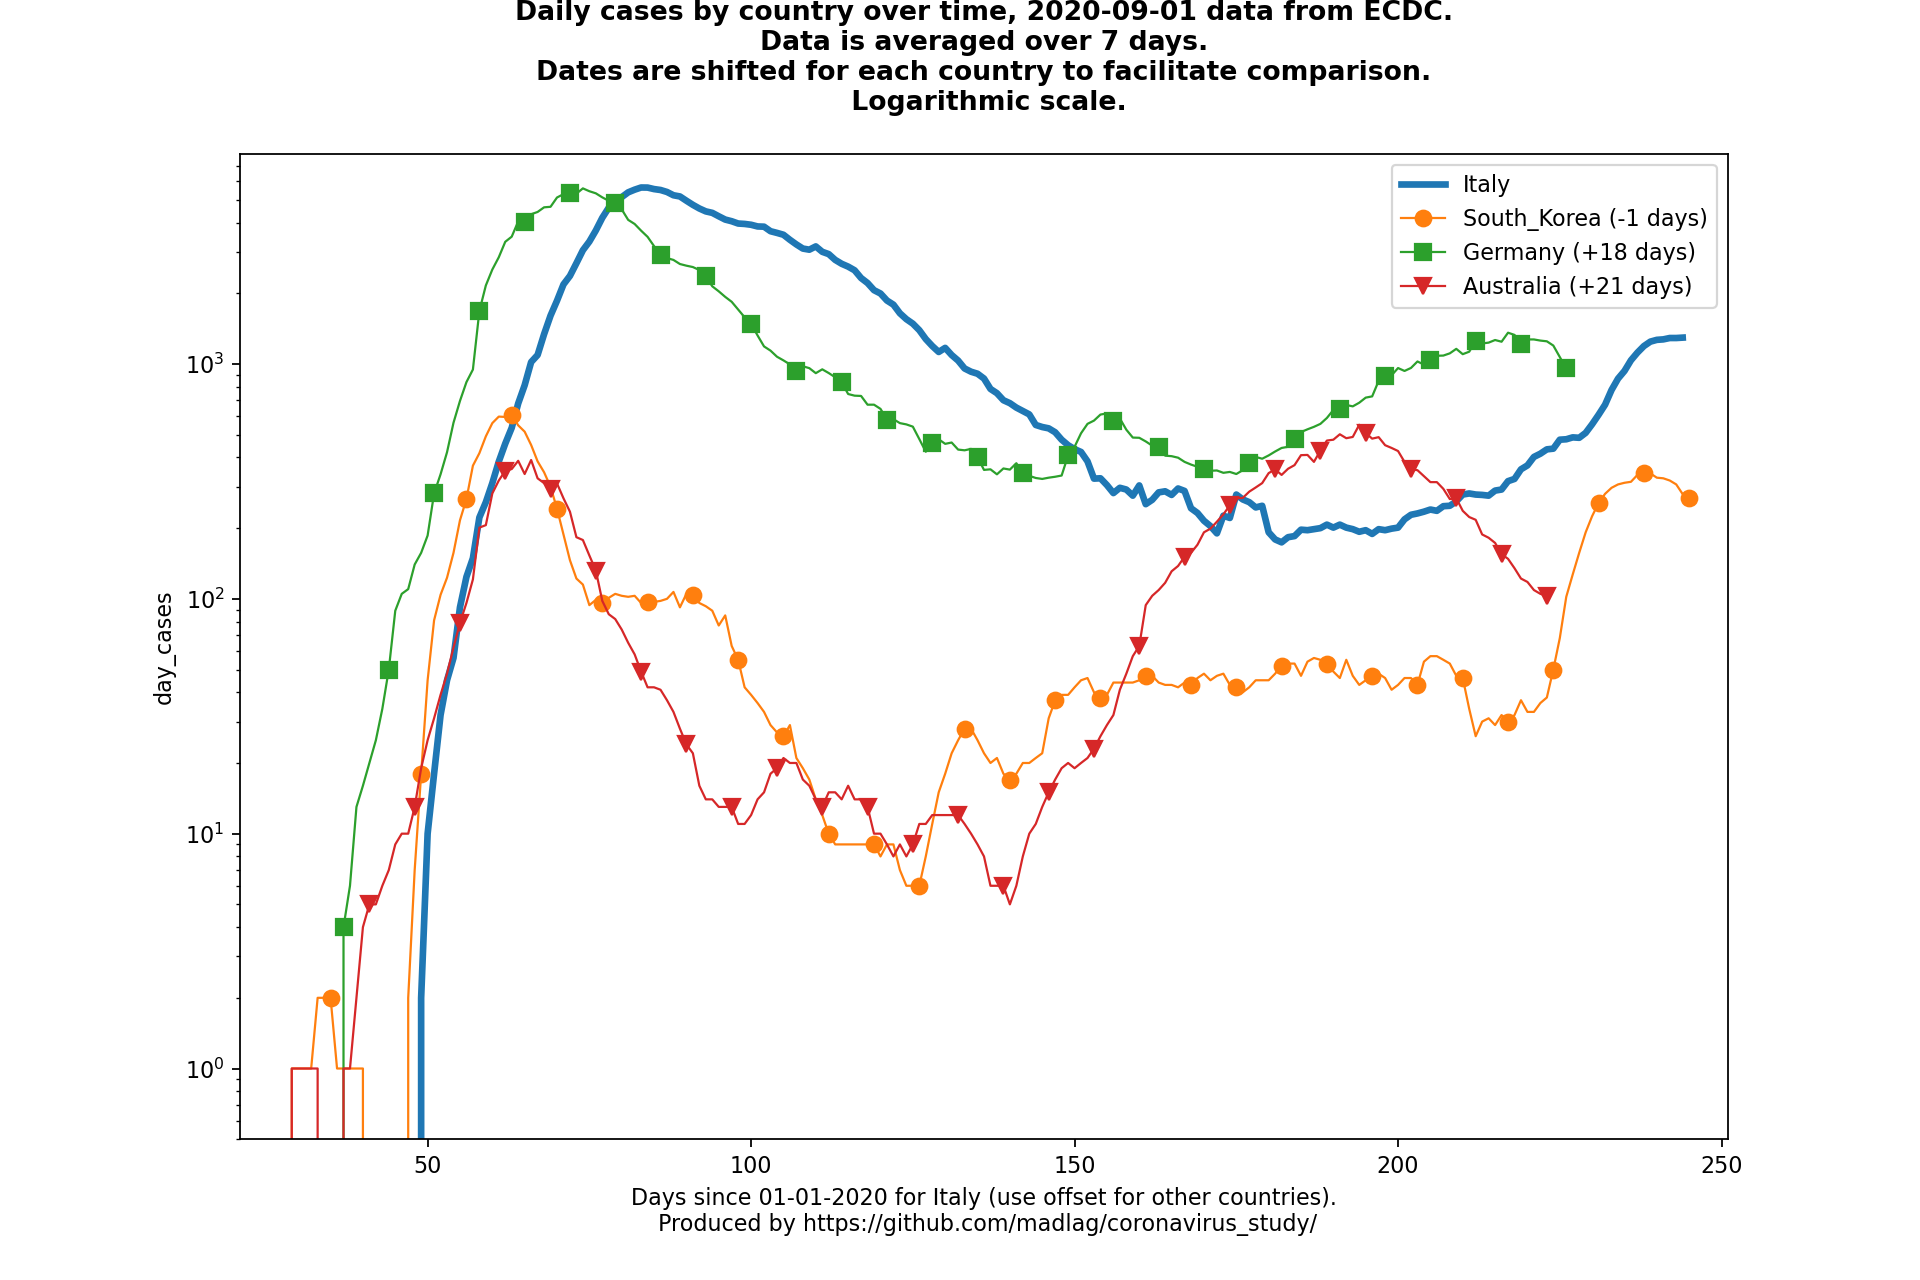 Daily cases by country over time, 2020-09-01 data from ECDC.
Data is averaged over 7 days.
Dates are shifted for each country to facilitate comparison.
Logarithmic scale.
Italy
South_Korea (-1 days)
Germany (+18 days)
Australia (+21 days)
day_cases
10³
10²
10¹
10⁰
50
100
150
200
250
Days since 01-01-2020 for Italy (use offset for other countries).
Produced by https://github.com/madlag/coronavirus_study/